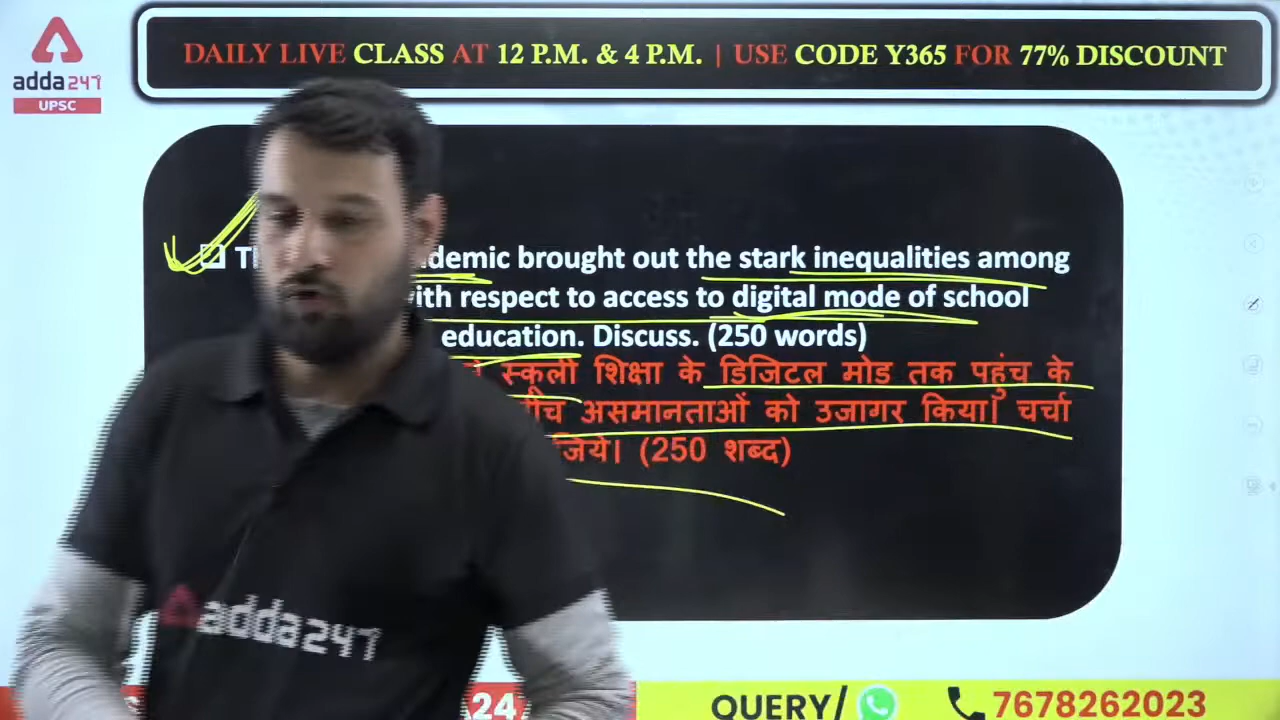 DAILY LIVE CLASS AT 12 P.M. & 4 P.M. | USE CODE Y365 FOR 77% DISCOUNT
adda247
UPSC
brought out the stark inequalities among
with respect to access to digital mode of school
education. Discuss. (250 words)
स्कूली शिक्षा के डिजिटल मोड तक पहुंच के
बीच असमानताओं को उजागर किया। चर्चा
(250 शब्द)
adda247
24
QUERY/
7678262023